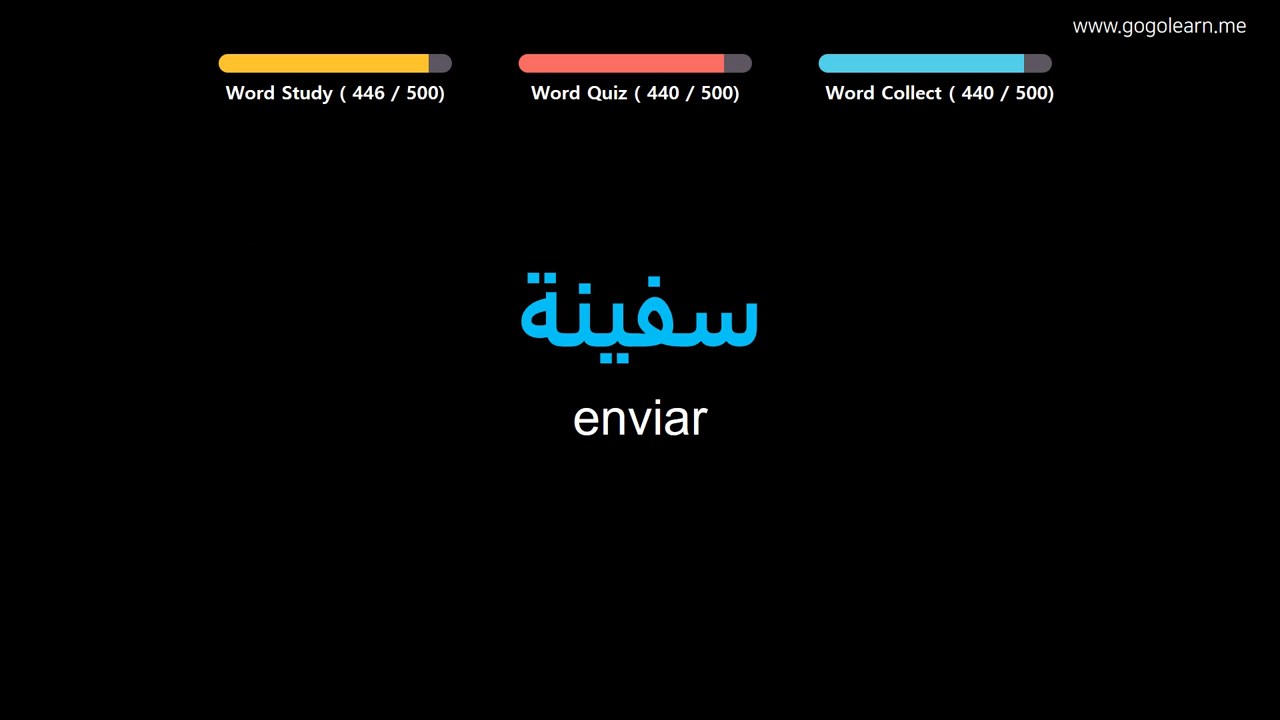 www.gogolearn.me
Word Study ( 446 / 500)
Word Quiz ( 440 / 500)
Word Collect ( 440 / 500)
سفينة
enviar